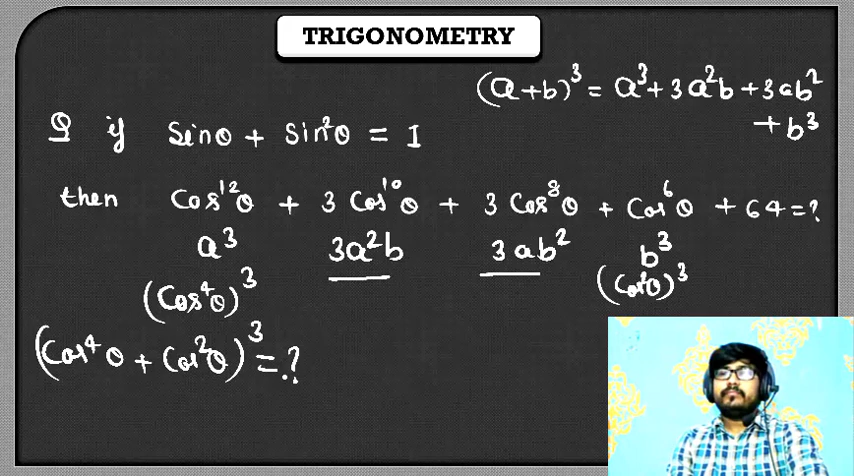 TRIGONOMETRY
(a+b)³ = a³+3a²b+3ab²
+b³
Q if Sinθ + Sin²θ = 1
then Cos¹²θ + 3 Cos¹⁰θ + 3 Cos⁸θ + Cos⁶θ + 64 = ?
a³ 3a²b 3ab² b³
(Cos⁴θ)³ (Cos²θ)³
(Cos⁴θ + Cos²θ)³ = ?